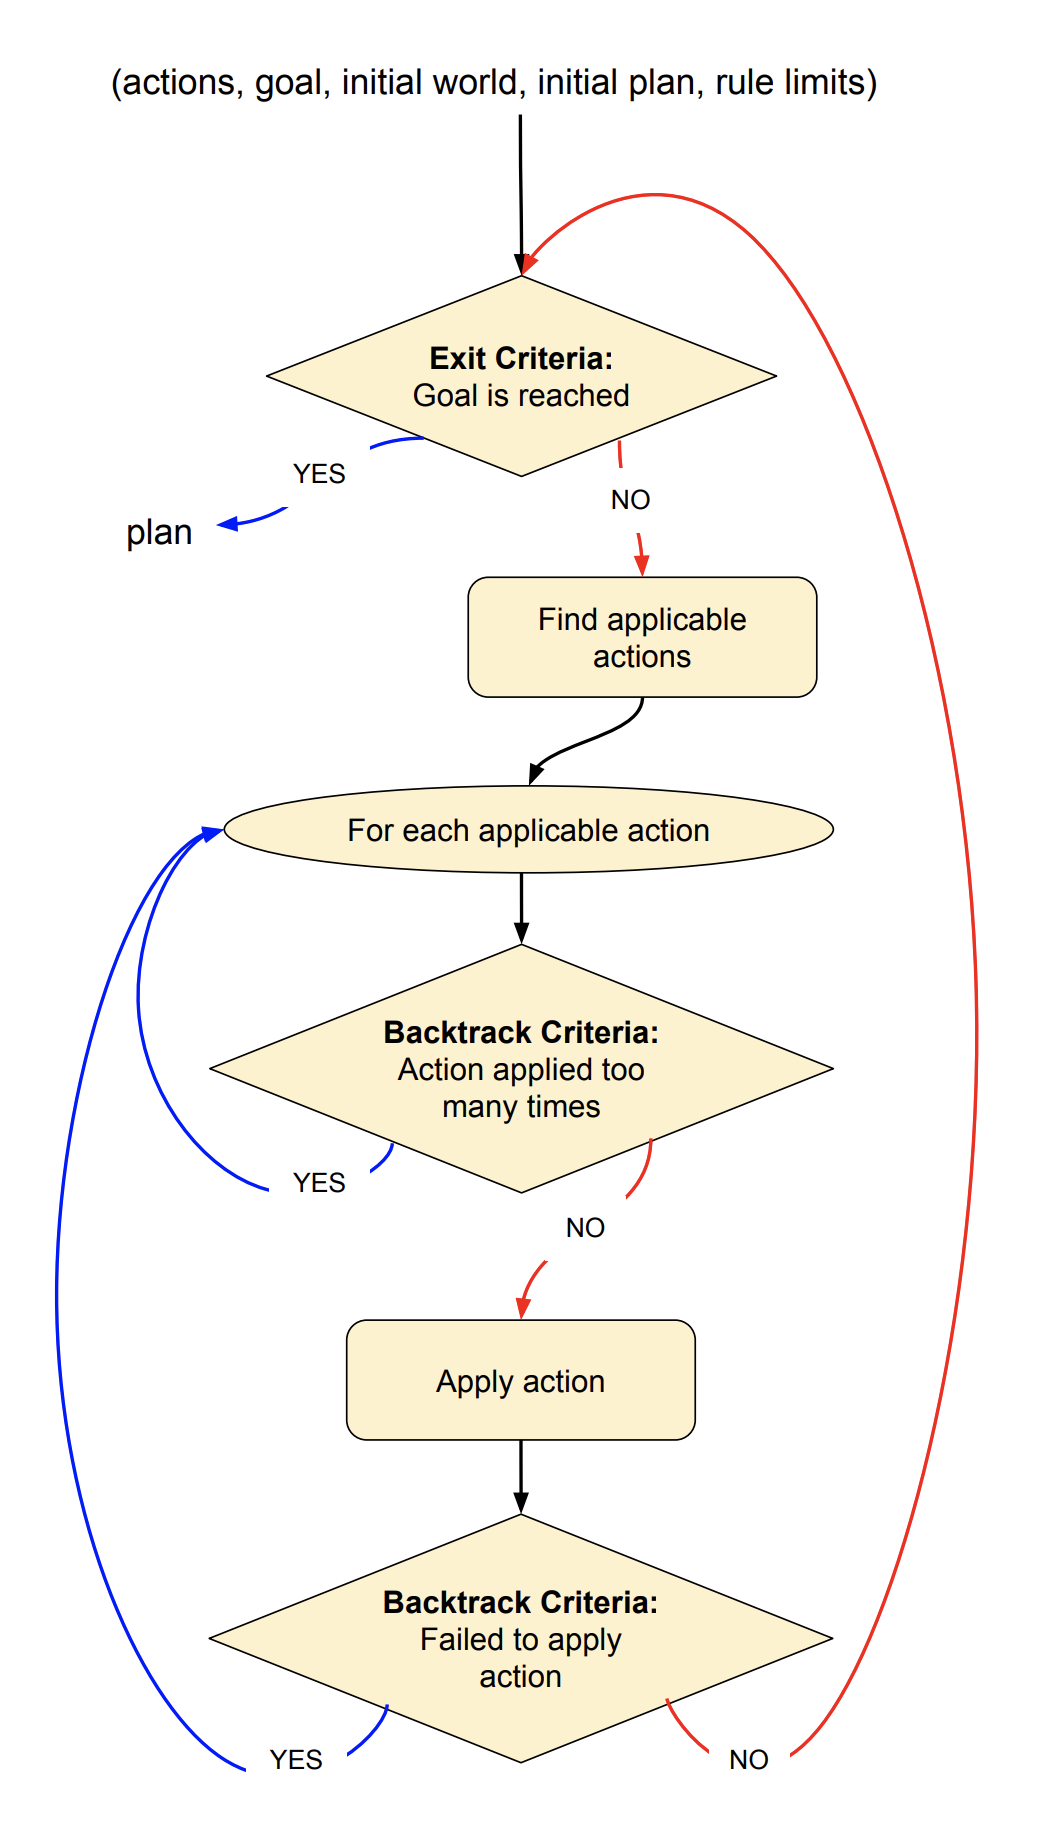 (actions, goal, initial world, initial plan, rule limits)
Exit Criteria:
Goal is reached
YES
NO
plan
Find applicable
actions
For each applicable action
Backtrack Criteria:
Action applied too
many times
YES
NO
Apply action
Backtrack Criteria:
Failed to apply
action
YES
NO